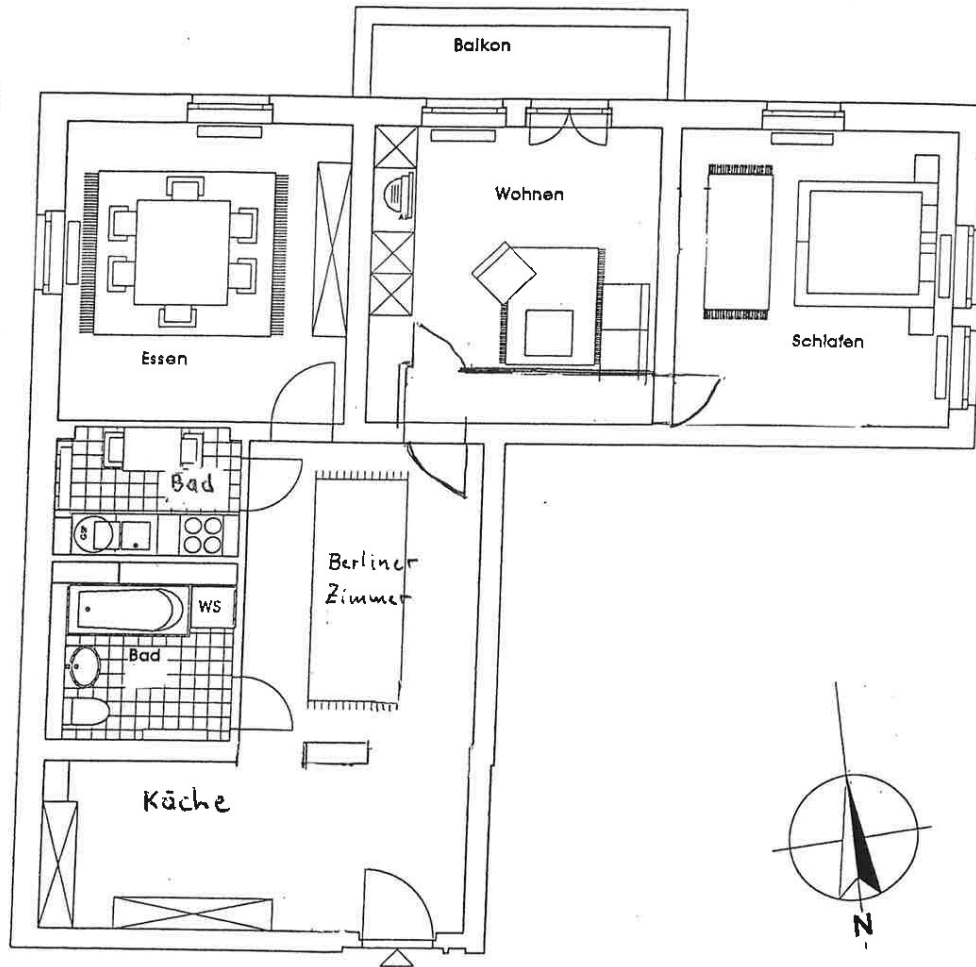 Balkon
Wohnen
Essen
Schlafen
Bad
Berliner
Zimmer
WS
Bad
Küche
N